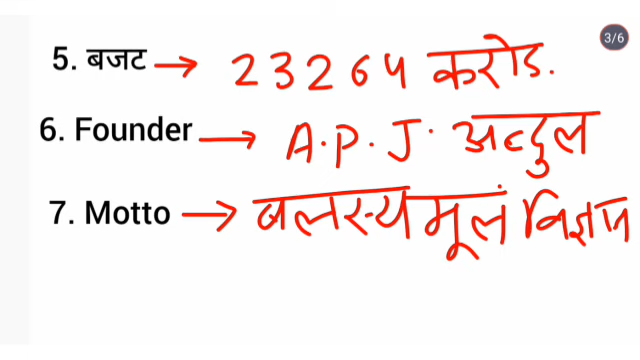 3/6
5. बजट → 23264 करोड.
6. Founder → A.P.J. अब्दुल
7. Motto → बलस्य मूलं विज्ञान